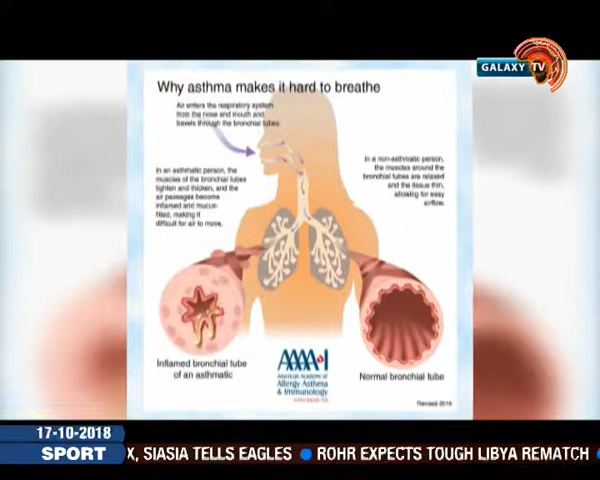 GALAXY TV
Why asthma makes it hard to breathe
Air enters the respiratory system
from the nose and mouth and
travels through the bronchial tubes.
In an asthmatic person, the
muscles of the bronchial tubes
tighten and thicken, and the
air passages become
inflamed and mucus-
filled, making it
difficult for air to move.
In a non-asthmatic person,
the muscles around the
bronchial tubes are relaxed
and the tissue thin,
allowing for easy
airflow.
Inflamed bronchial tube
of an asthmatic
AAAAI
American Academy of
Allergy Asthma
& Immunology
Normal bronchial tube
Revised 2016
17-10-2018
SPORT X, SIASIA TELLS EAGLES ROHR EXPECTS TOUGH LIBYA REMATCH